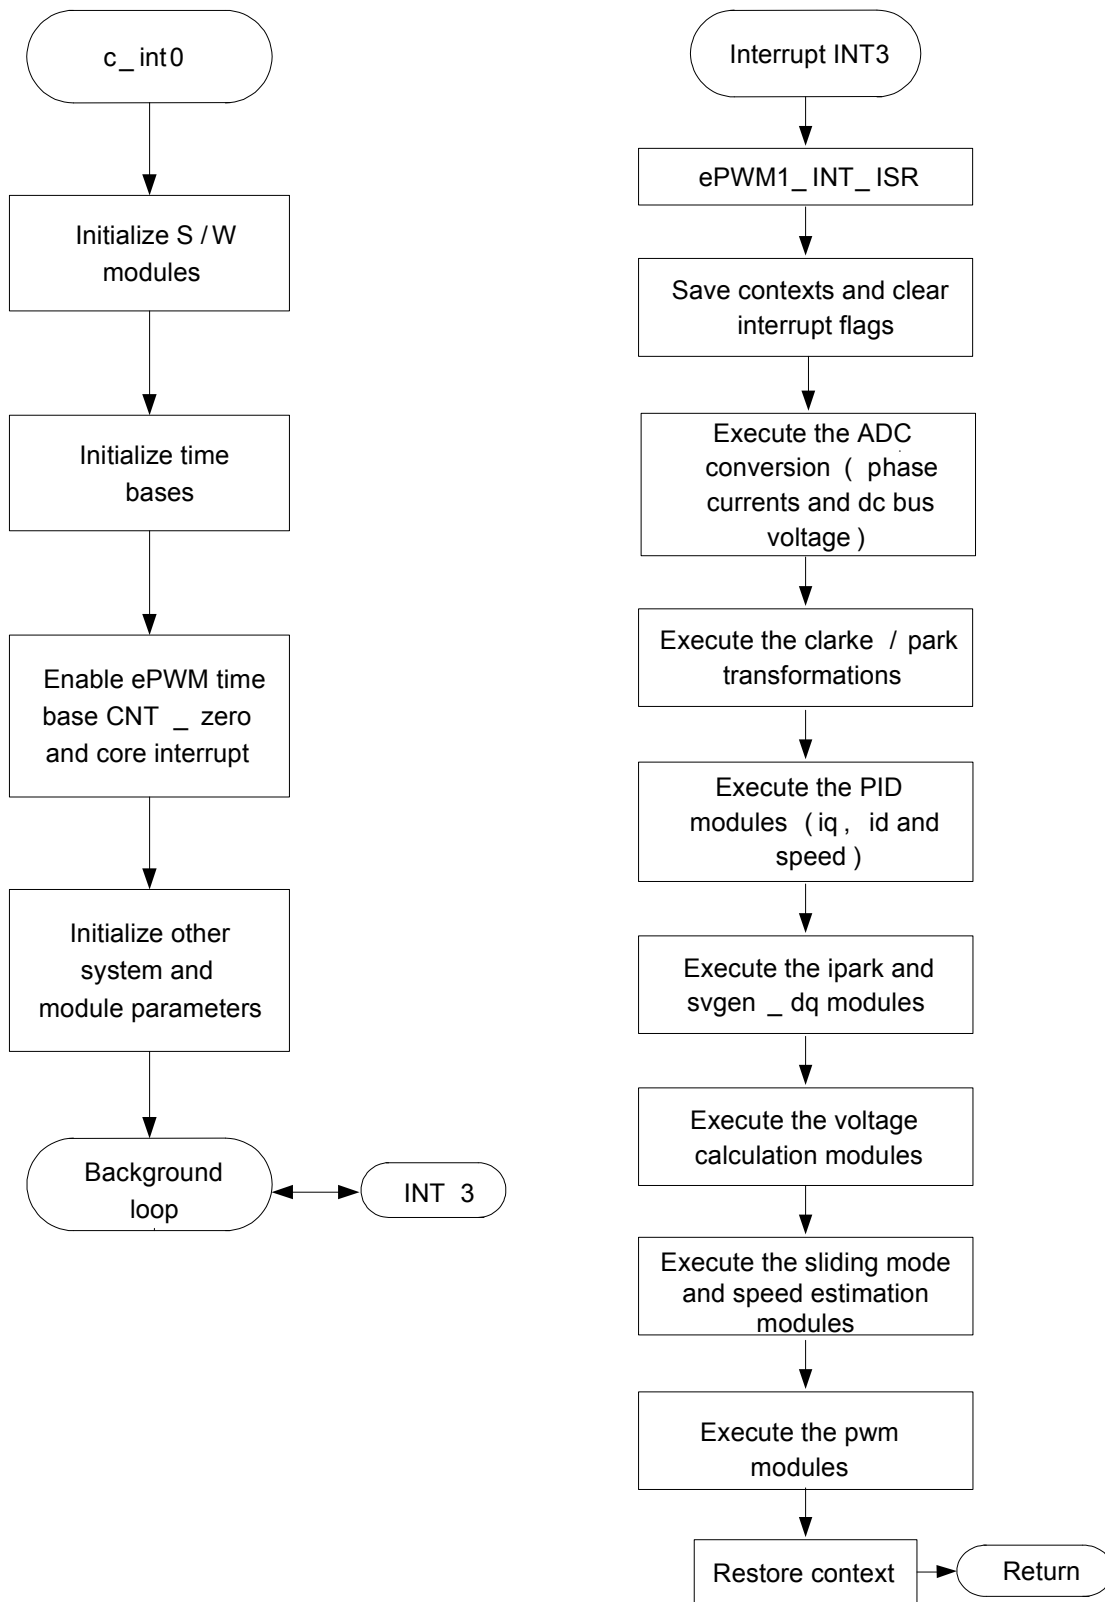 c_int0
Initialize S / W
modules
Initialize time
bases
Enable ePWM time
base CNT _ zero
and core interrupt
Initialize other
system and
module parameters
Background
loop
INT 3
Interrupt INT3
ePWM1_ INT_ ISR
Save contexts and clear
interrupt flags
Execute the ADC
conversion ( phase
currents and dc bus
voltage )
Execute the clarke / park
transformations
Execute the PID
modules ( iq , id and
speed )
Execute the ipark and
svgen _ dq modules
Execute the voltage
calculation modules
Execute the sliding mode
and speed estimation
modules
Execute the pwm
modules
Restore context
Return